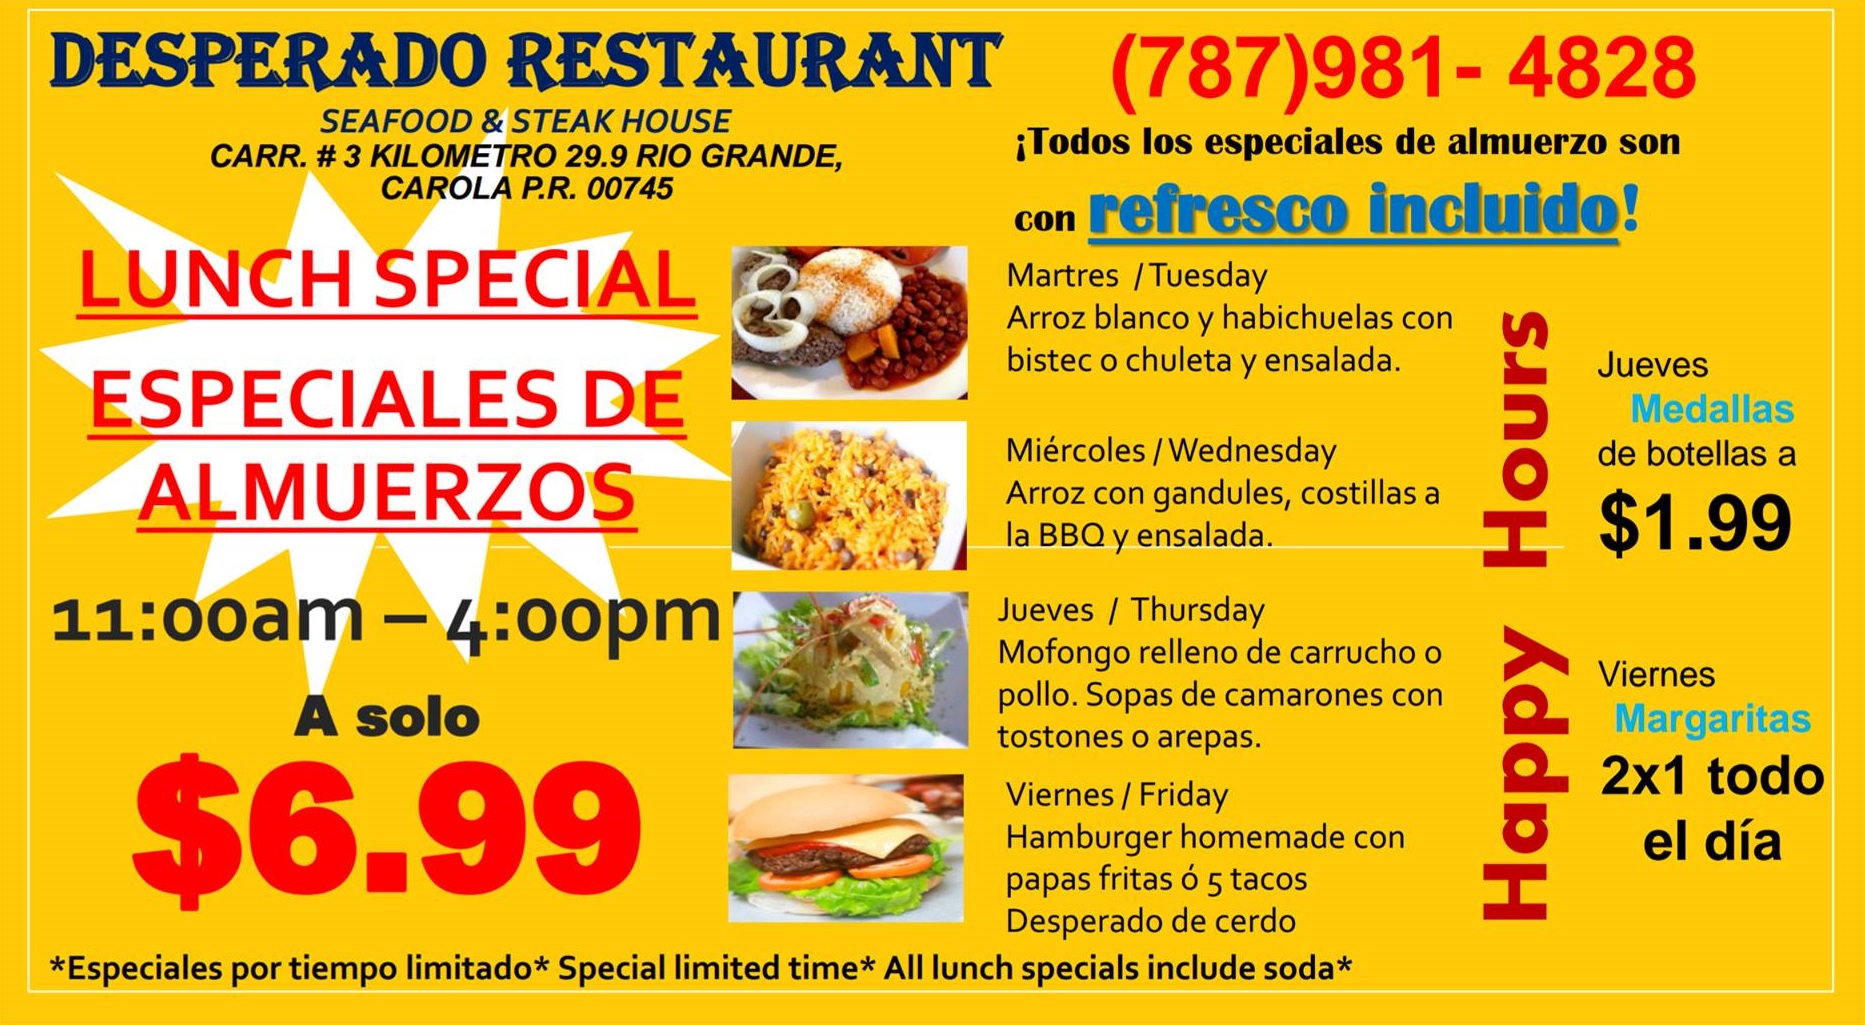 DESPERADO RESTAURANT
SEAFOOD & STEAK HOUSE
CARR. # 3 KILOMETRO 29.9 RIO GRANDE,
CAROLA P.R. 00745
LUNCH SPECIAL
ESPECIALES DE
ALMUERZOS
11:00am – 4:00pm
A solo
$6.99
(787)981- 4828
¡Todos los especiales de almuerzo son
con refresco incluido!
Martres / Tuesday
Arroz blanco y habichuelas con
bistec o chuleta y ensalada.
Miércoles / Wednesday
Arroz con gandules, costillas a
la BBQ y ensalada.
Jueves / Thursday
Mofongo relleno de carrucho o
pollo. Sopas de camarones con
tostones o arepas.
Viernes / Friday
Hamburger homemade con
papas fritas ó 5 tacos
Desperado de cerdo
Happy Hours
Jueves
Medallas
de botellas a
$1.99
Viernes
Margaritas
2x1 todo
el día
*Especiales por tiempo limitado* Special limited time* All lunch specials include soda*